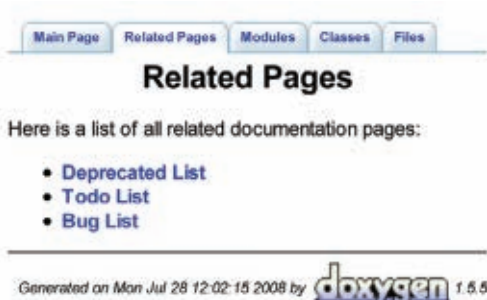 Main Page Related Pages Modules Classes Files
Related Pages
Here is a list of all related documentation pages:
• Deprecated List
• Todo List
• Bug List
Generated on Mon Jul 28 12:02:15 2008 by doxygen 1.5.5